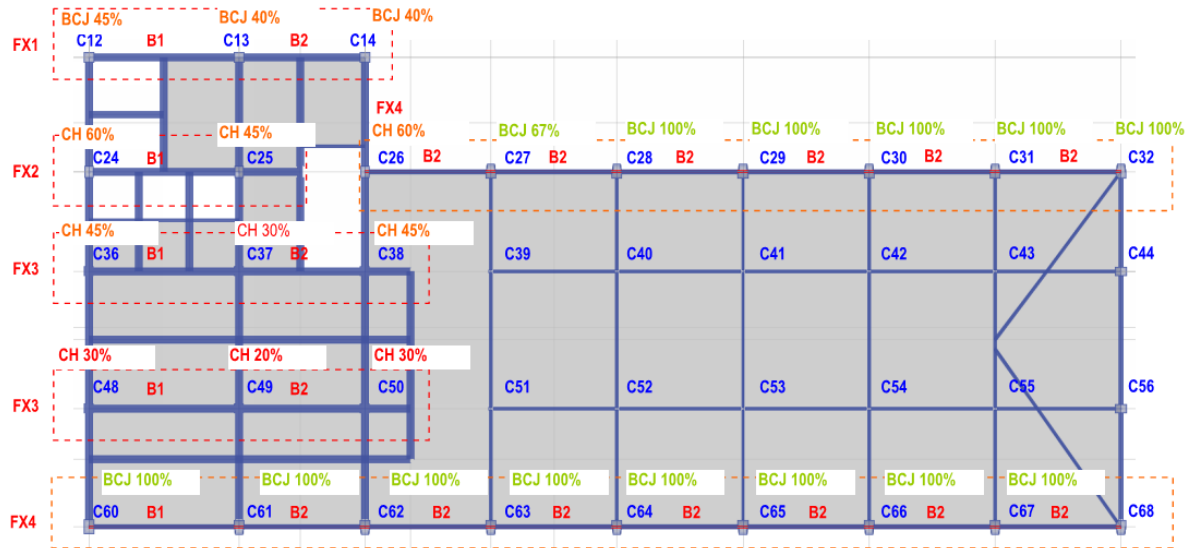 BCJ 45% BCJ 40% BCJ 40%
FX1 C12 B1 C13 B2 C14
FX4
CH 60% CH 45% CH 60% BCJ 67% BCJ 100% BCJ 100% BCJ 100% BCJ 100% BCJ 100%
FX2 C24 B1 C25 C26 B2 C27 B2 C28 B2 C29 B2 C30 B2 C31 B2 C32
CH 45% CH 30% CH 45%
FX3 C36 B1 C37 B2 C38 C39 C40 C41 C42 C43 C44
CH 30% CH 20% CH 30%
FX3 C48 B1 C49 B2 C50 C51 C52 C53 C54 C55 C56
BCJ 100% BCJ 100% BCJ 100% BCJ 100% BCJ 100% BCJ 100% BCJ 100% BCJ 100%
FX4 C60 B1 C61 B2 C62 B2 C63 B2 C64 B2 C65 B2 C66 B2 C67 B2 C68